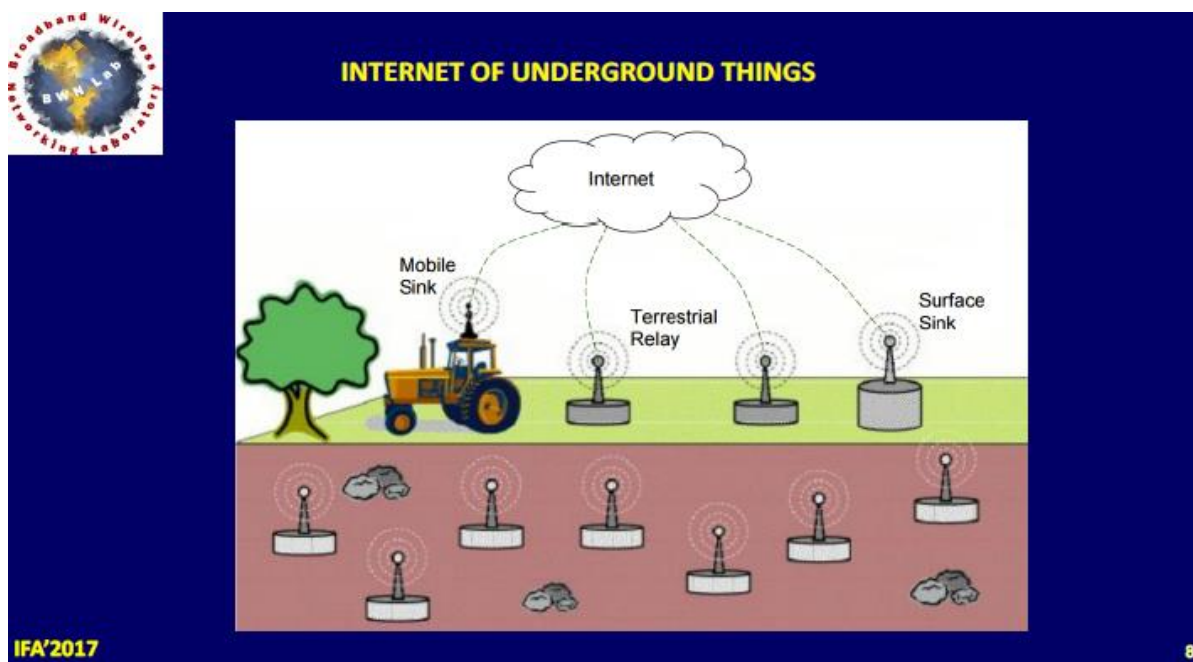 Broadband Wireless
Networking Laboratory
BWN Lab
INTERNET OF UNDERGROUND THINGS
Internet
Mobile
Sink
Terrestrial
Relay
Surface
Sink
IFA'2017
8